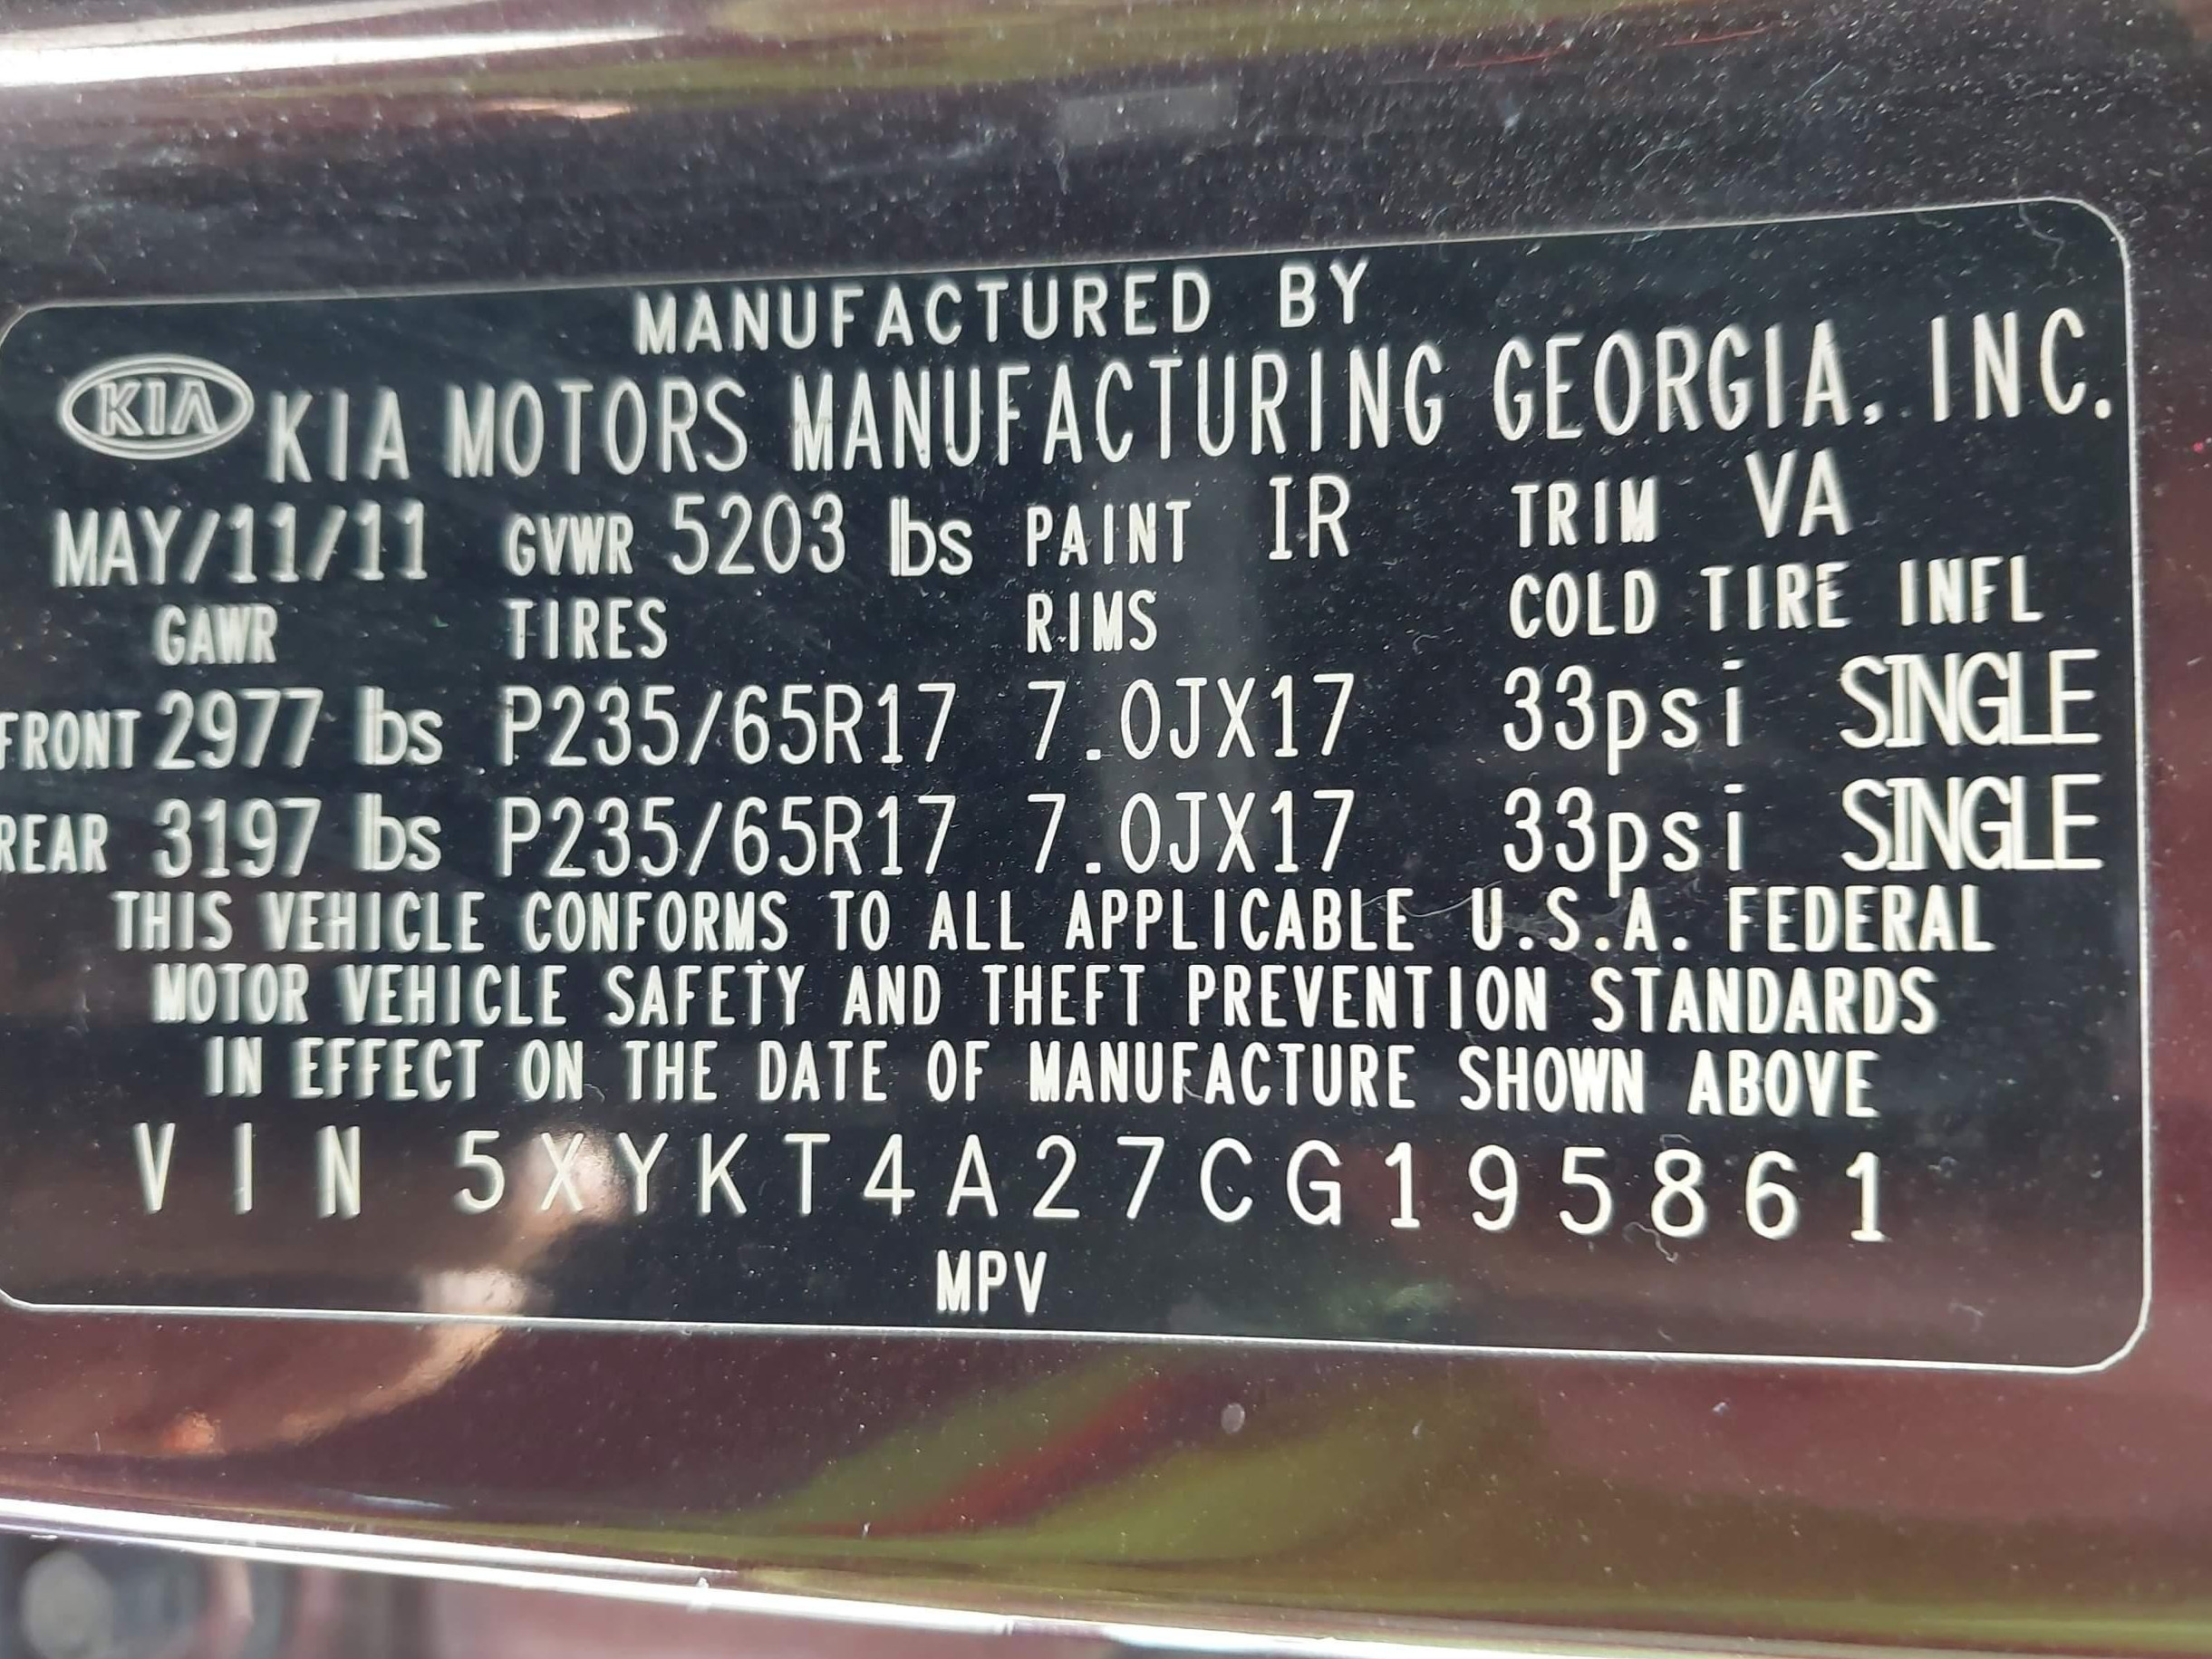 MANUFACTURED BY
KIA KIA MOTORS MANUFACTURING GEORGIA, INC.
MAY/11/11 GVWR 5203 lbs PAINT IR TRIM VA
GAWR TIRES RIMS COLD TIRE INFL
FRONT 2977 lbs P235/65R17 7.0JX17 33psi SINGLE
REAR 3197 lbs P235/65R17 7.0JX17 33psi SINGLE
THIS VEHICLE CONFORMS TO ALL APPLICABLE U.S.A. FEDERAL
MOTOR VEHICLE SAFETY AND THEFT PREVENTION STANDARDS
IN EFFECT ON THE DATE OF MANUFACTURE SHOWN ABOVE
VIN 5XYKT4A27CG195861
MPV